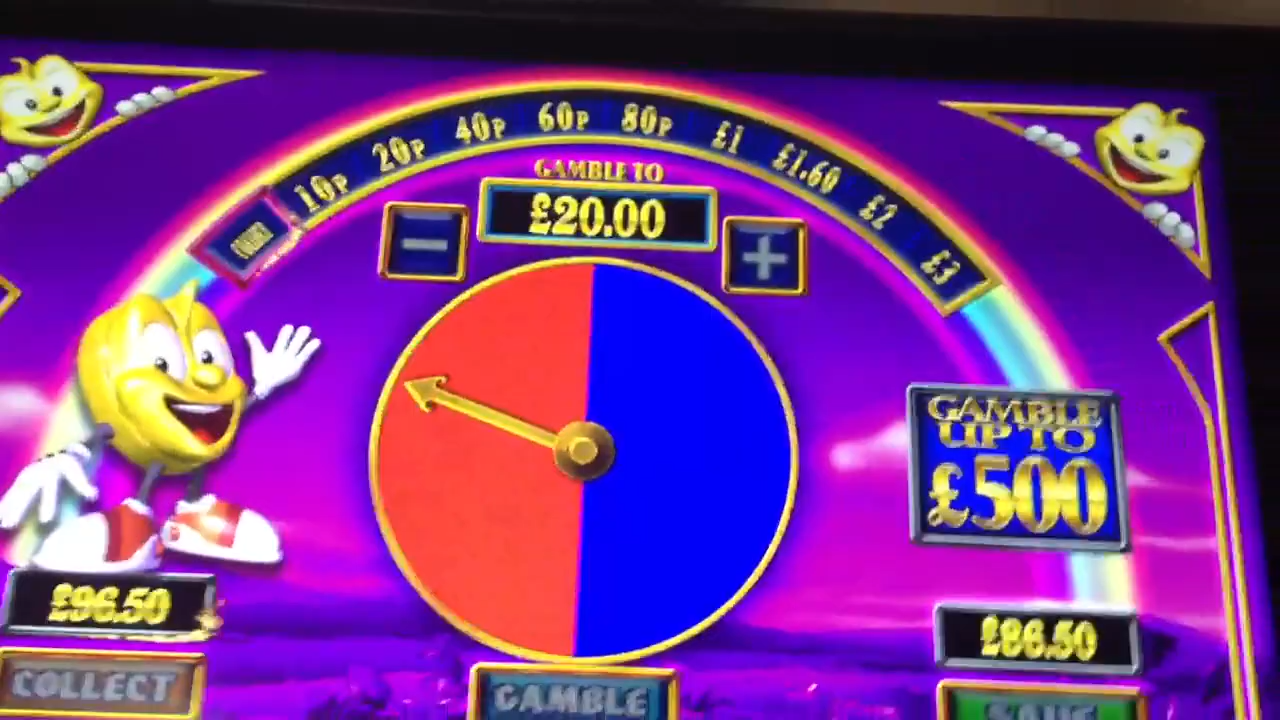 10P 20P 40P 60P 80P £1 £1.60 £2 £3
GAMBLE TO
£20.00
− +
GAMBLE
UP TO
£500
£96.50
£86.50
COLLECT
GAMBLE
SAVE